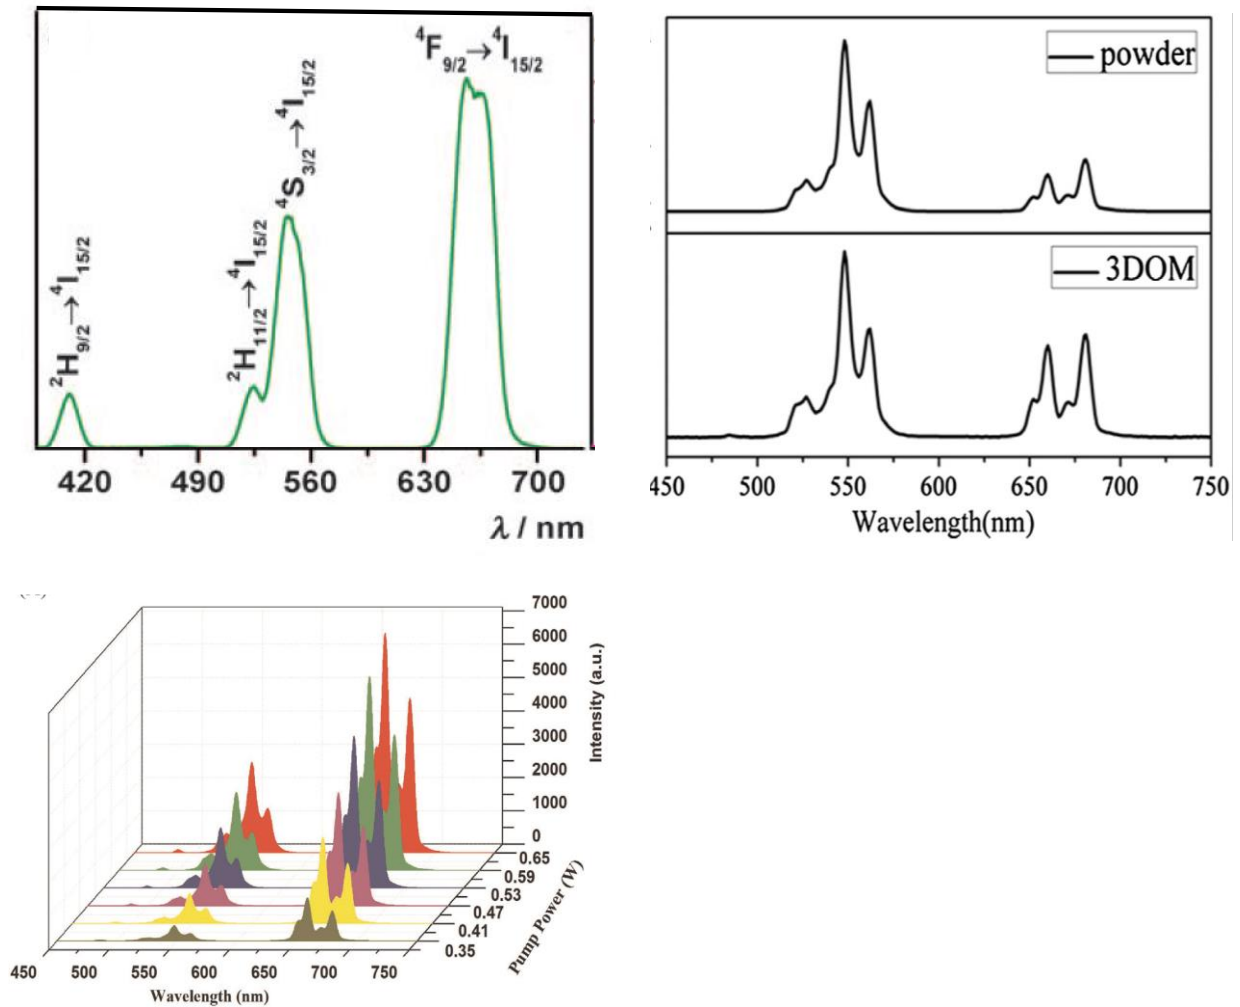 ⁴F₉/₂→⁴I₁₅/₂
⁴S₃/₂→⁴I₁₅/₂
²H₁₁/₂→⁴I₁₅/₂
²H₉/₂→⁴I₁₅/₂
420 490 560 630 700
λ / nm
powder
3DOM
450 500 550 600 650 700 750
Wavelength(nm)
7000
6000
5000
4000
3000
2000
1000
0
Intensity (a.u.)
0.65
0.59
0.53
0.47
0.41
0.35
Pump Power (W)
450 500 550 600 650 700 750
Wavelength (nm)